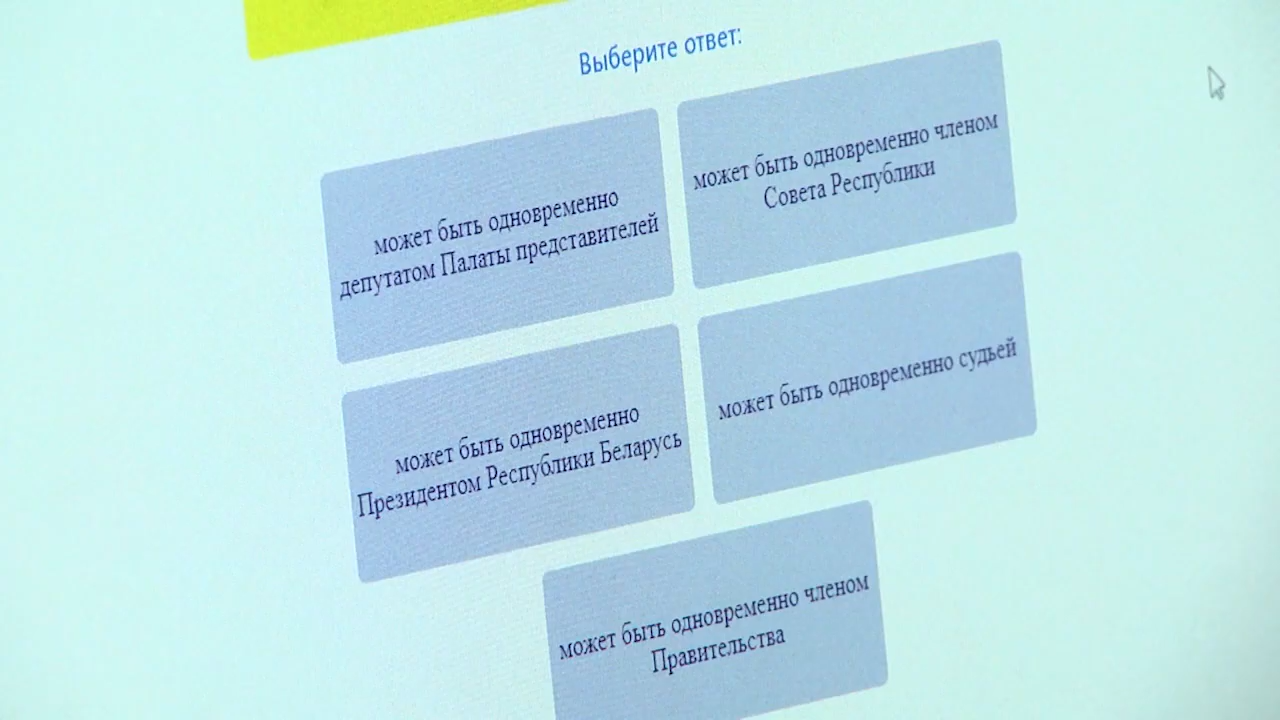 Выберите ответ:
может быть одновременно
депутатом Палаты представителей
может быть одновременно членом
Совета Республики
может быть одновременно
Президентом Республики Беларусь
может быть одновременно судьей
может быть одновременно членом
Правительства